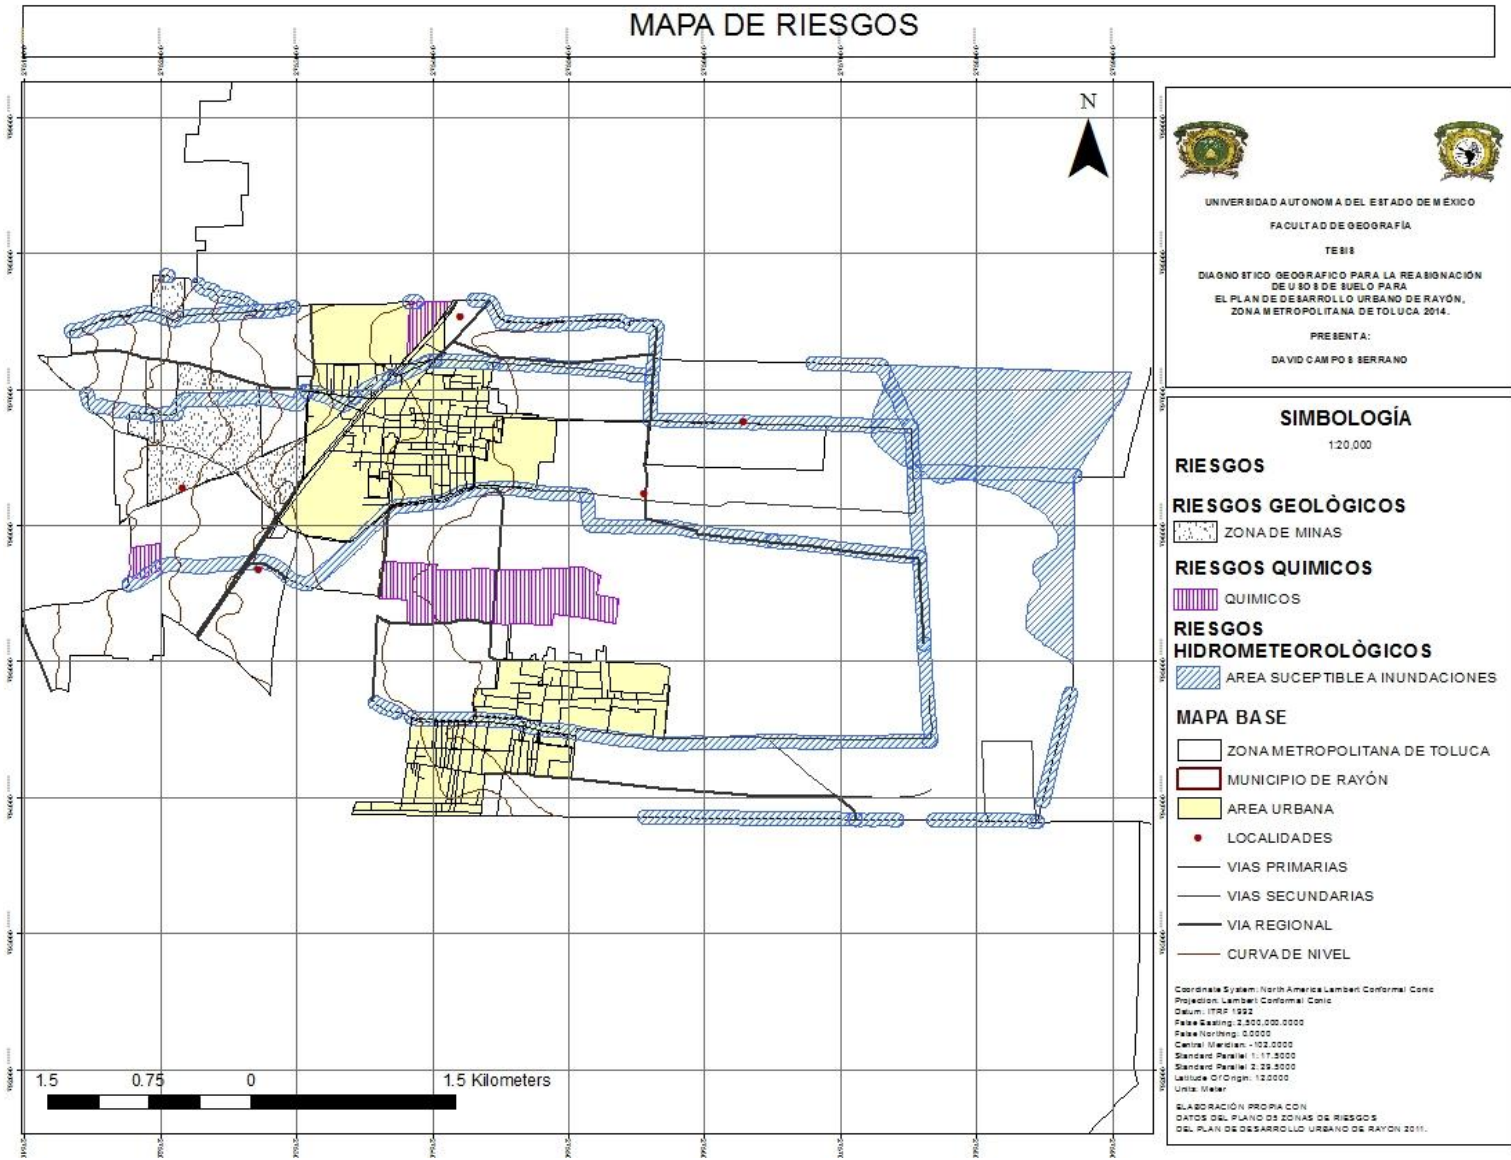 MAPA DE RIESGOS
N
UNIVERSIDAD AUTONOMA DEL ESTADO DE MÉXICO
FACULTAD DE GEOGRAFÍA
TESIS
DIAGNOSTICO GEOGRAFICO PARA LA REASIGNACIÓN
DE USOS DE SUELO PARA
EL PLAN DE DESARROLLO URBANO DE RAYÓN,
ZONA METROPOLITANA DE TOLUCA 2014.
PRESENTA:
DAVID CAMPOS SERRANO
SIMBOLOGÍA
1:20,000
RIESGOS
RIESGOS GEOLÒGICOS
ZONA DE MINAS
RIESGOS QUIMICOS
QUIMICOS
RIESGOS
HIDROMETEOROLÒGICOS
AREA SUCEPTIBLE A INUNDACIONES
MAPA BASE
ZONA METROPOLITANA DE TOLUCA
MUNICIPIO DE RAYÓN
AREA URBANA
LOCALIDADES
VIAS PRIMARIAS
VIAS SECUNDARIAS
VIA REGIONAL
CURVA DE NIVEL
Coordinate System: North America Lambert Conformal Conic
Projection: Lambert Conformal Conic
Datum: ITRF 1992
False Easting: 2,500,000.0000
False Northing: 0.0000
Central Meridian: -102.0000
Standard Parallel 1: 17.5000
Standard Parallel 2: 29.5000
Latitude Of Origin: 12.0000
Units: Meter
ELABORACIÓN PROPIA CON
DATOS DEL PLANO D3 ZONAS DE RIESGOS
DEL PLAN DE DESARROLLO URBANO DE RAYON 2011.
1.5 0.75 0 1.5 Kilometers